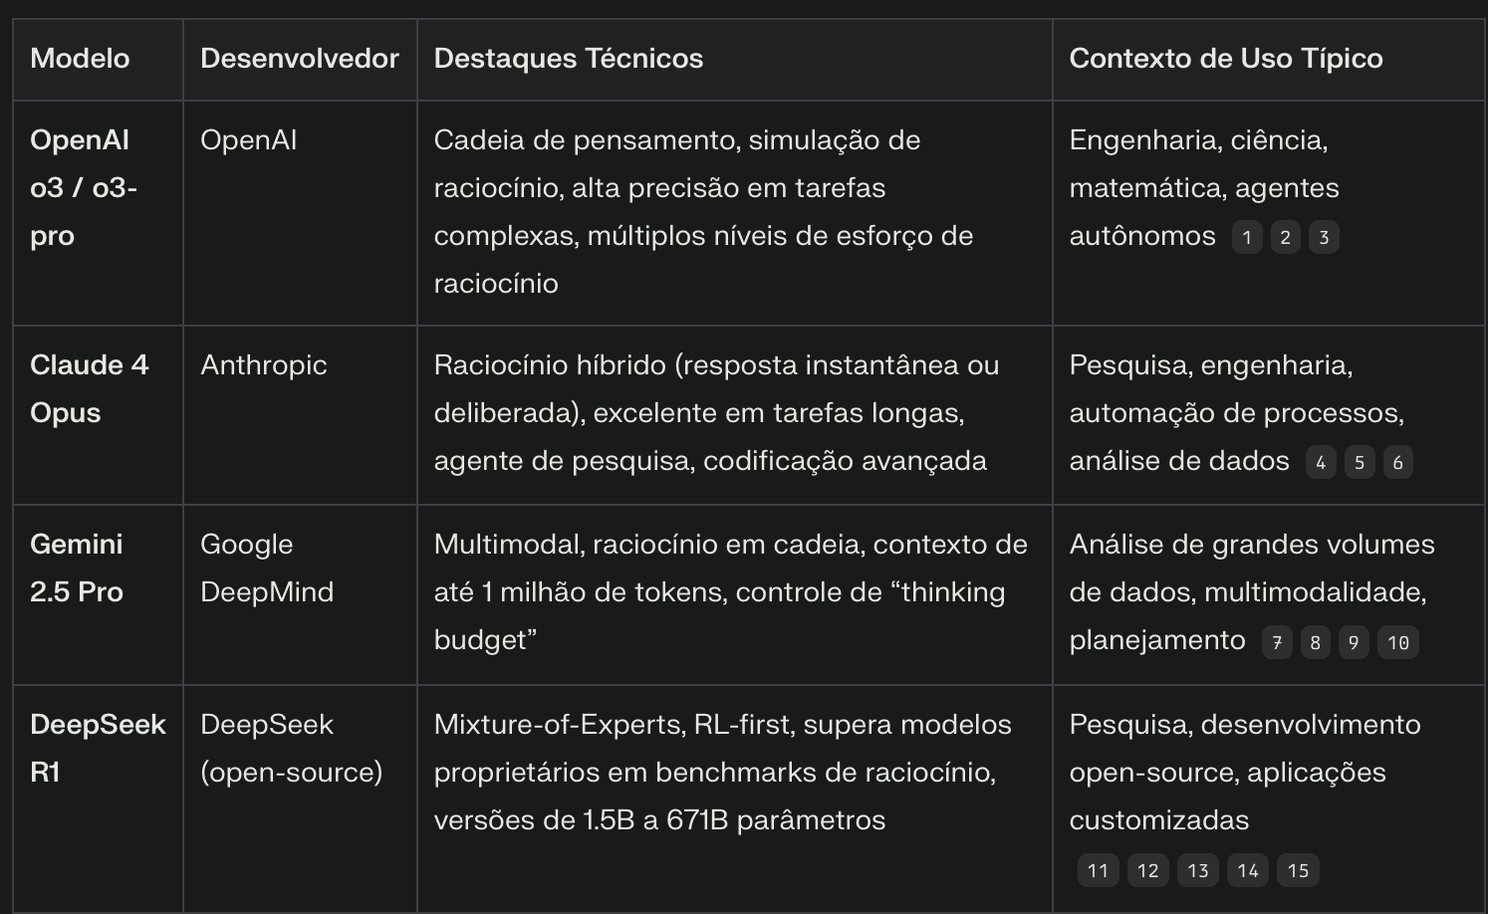 Modelo
Desenvolvedor
Destaques Técnicos
Contexto de Uso Típico
OpenAI
o3 / o3-
pro
OpenAI
Cadeia de pensamento, simulação de
raciocínio, alta precisão em tarefas
complexas, múltiplos níveis de esforço de
raciocínio
Engenharia, ciência,
matemática, agentes
autônomos 1 2 3
Claude 4
Opus
Anthropic
Raciocínio híbrido (resposta instantânea ou
deliberada), excelente em tarefas longas,
agente de pesquisa, codificação avançada
Pesquisa, engenharia,
automação de processos,
análise de dados 4 5 6
Gemini
2.5 Pro
Google
DeepMind
Multimodal, raciocínio em cadeia, contexto de
até 1 milhão de tokens, controle de “thinking
budget”
Análise de grandes volumes
de dados, multimodalidade,
planejamento 7 8 9 10
DeepSeek
R1
DeepSeek
(open-source)
Mixture-of-Experts, RL-first, supera modelos
proprietários em benchmarks de raciocínio,
versões de 1.5B a 671B parâmetros
Pesquisa, desenvolvimento
open-source, aplicações
customizadas
11 12 13 14 15